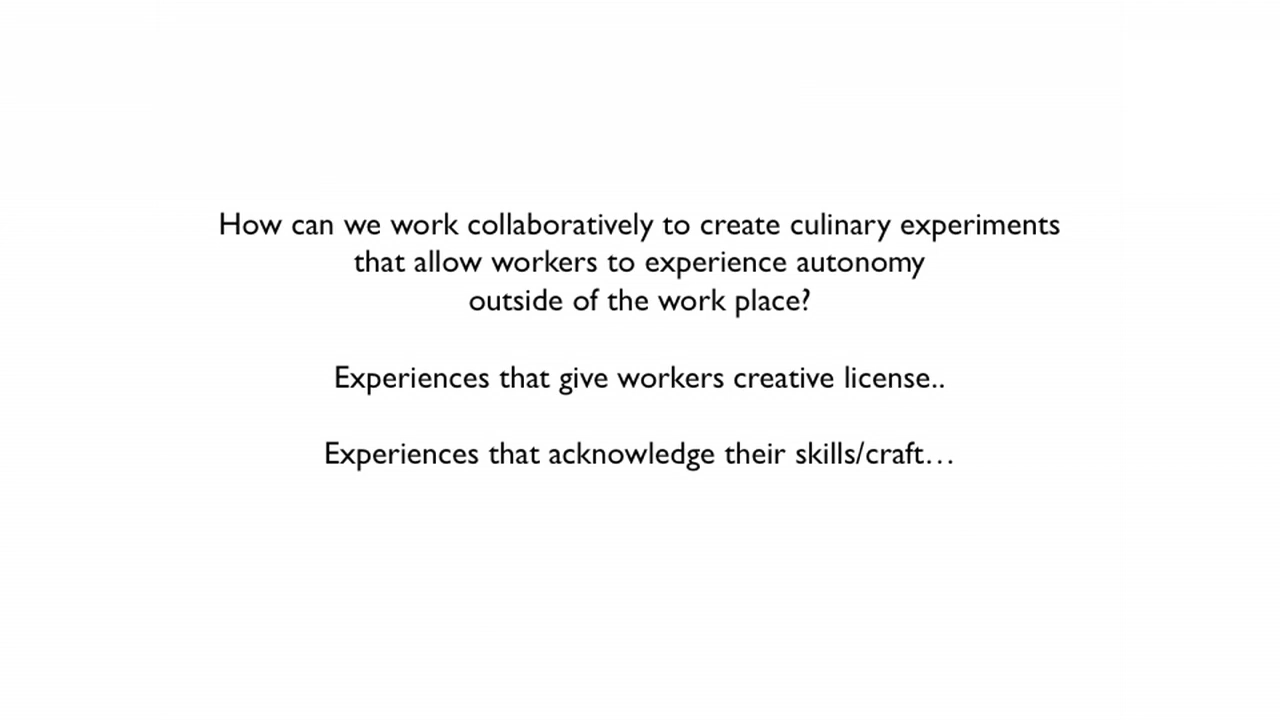 How can we work collaboratively to create culinary experiments
that allow workers to experience autonomy
outside of the work place?
Experiences that give workers creative license..
Experiences that acknowledge their skills/craft…